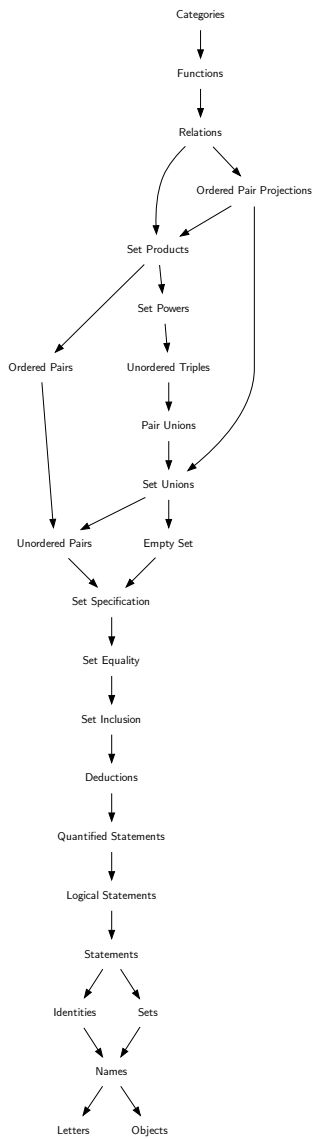 Categories
Functions
Relations
Ordered Pair Projections
Set Products
Set Powers
Ordered Pairs
Unordered Triples
Pair Unions
Set Unions
Unordered Pairs
Empty Set
Set Specification
Set Equality
Set Inclusion
Deductions
Quantified Statements
Logical Statements
Statements
Identities
Sets
Names
Letters
Objects